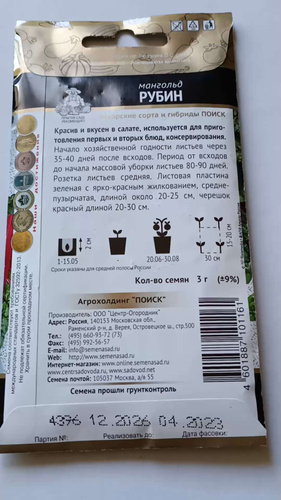 мангольд
РУБИН
Авторские сорта и гибриды ПОИСК
Красив и вкусен в салате, используется для приго-
товления первых и вторых блюд, консервирования.
Начало хозяйственной годности листьев через
35-40 дней после всходов. Период от всходов
до начала массовой уборки листьев 80-90 дней.
Розетка листьев средняя. Листовая пластина
зеленая с ярко-красным жилкованием, средне-
пузырчатая, длиной около 20-25 см, черешок
красный длиной 20-30 см.
2 см
15-20 см
1-15.05
20.06-30.08
30 см
Сроки указаны для средней полосы России
Кол-во семян 3 г (±9%)
Агрохолдинг "ПОИСК"
Производитель: ООО "Центр-Огородник"
Адрес: Россия, 140153 Московская обл.,
Раменский р-н, д. Верея, Островецкое ш., стр.500
Тел.: (495) 660-93-72 (73)
Факс: (495) 992-56-57
E-mail: info@semenasad.ru
Internet: www.semenasad.ru
Интернет-магазин: www.online.semenasad.ru
Сайт Центрсадовода: www.sadovod.net
Семена почтой: 105037 Москва, а/я 55
4 601887 101161
Семена прошли грунтконтроль
4396 12.2026 04.2023
Партия №:
Реализовать до:
Дата фасовки:
Наши достижения